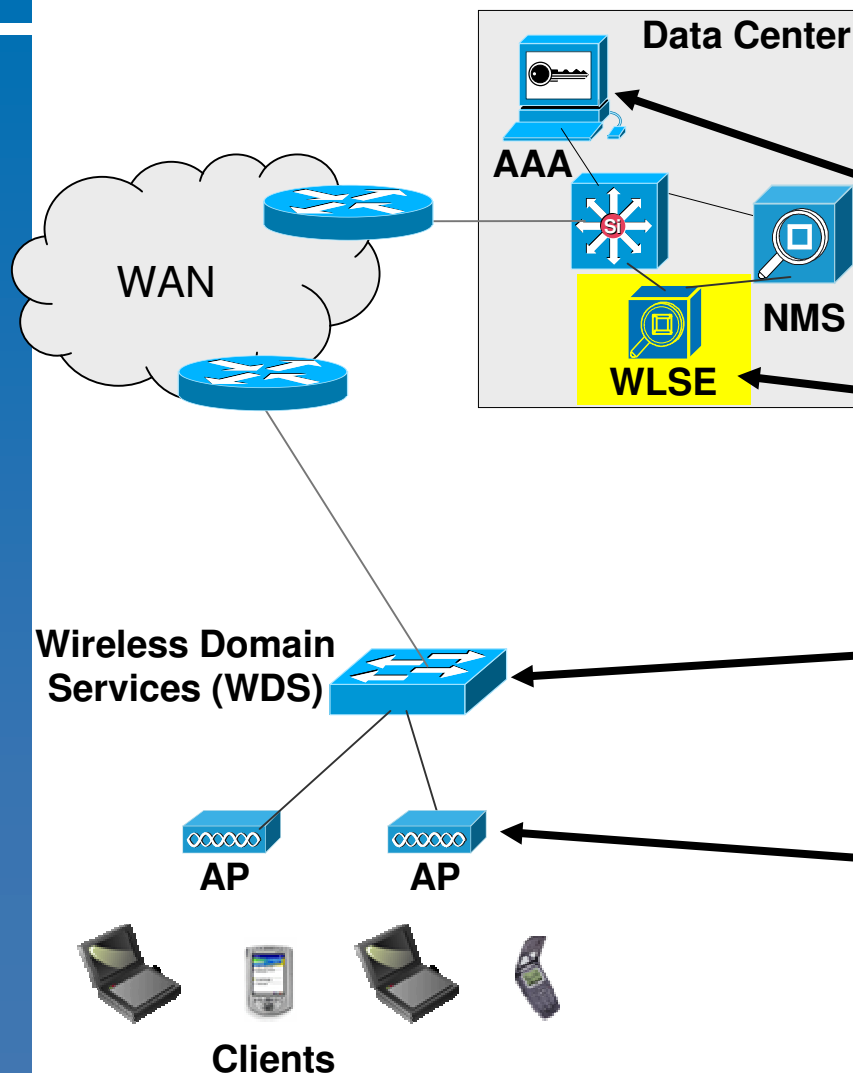 Data Center
AAA
Si
WAN
NMS
WLSE
Wireless Domain
Services (WDS)
AP
AP
Clients